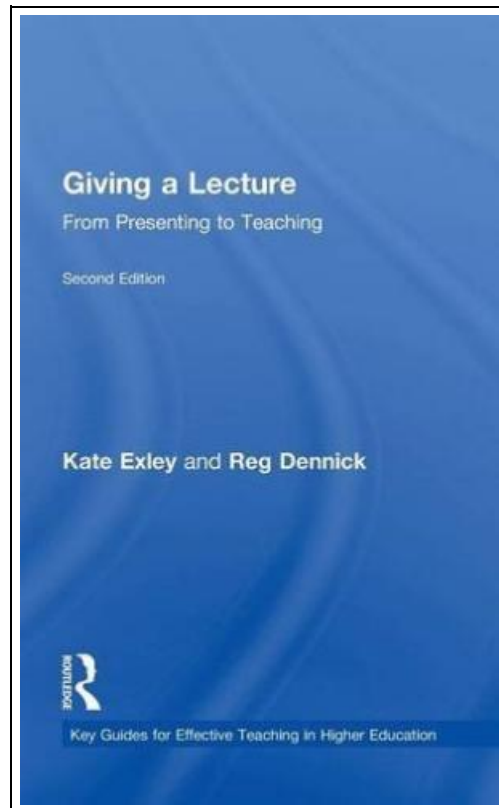 Giving a Lecture
From Presenting to Teaching
Second Edition
Kate Exley and Reg Dennick
ROUTLEDGE
Key Guides for Effective Teaching in Higher Education